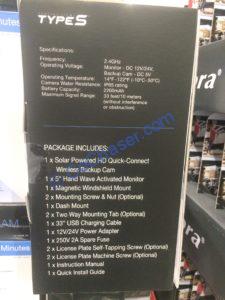 TYPE S
Specifications:
Frequency: 2.4GHz
Operating Voltage: Monitor - DC 12V/24V,
Backup Cam - DC 5V
Operating Temperature: 14°F -122°F (-10°C -50°C)
Camera Water Resistance: IP65 rating
Battery Capacity: 2200mAh
Maximum Signal Range: 33 feet/10 meters
(without interference
or obstruction)
PACKAGE INCLUDES:
1 x Solar Powered HD Quick-Connect
Wireless Backup Cam
1 x 5" Hand Wave Activated Monitor
1 x Magnetic Windshield Mount
2 x Mounting Screw & Nut (Optional)
1 x Dash Mount
2 x Two Way Mounting Tab (Optional)
1 x 33" USB Charging Cable
1 x 12V/24V Power Adapter
1 x 250V 2A Spare Fuse
2 x License Plate Self-Tapping Screw (Optional)
2 x License Plate Machine Screw (Optional)
1 x Instruction Manual
1 x Quick Install Guide
Minutes